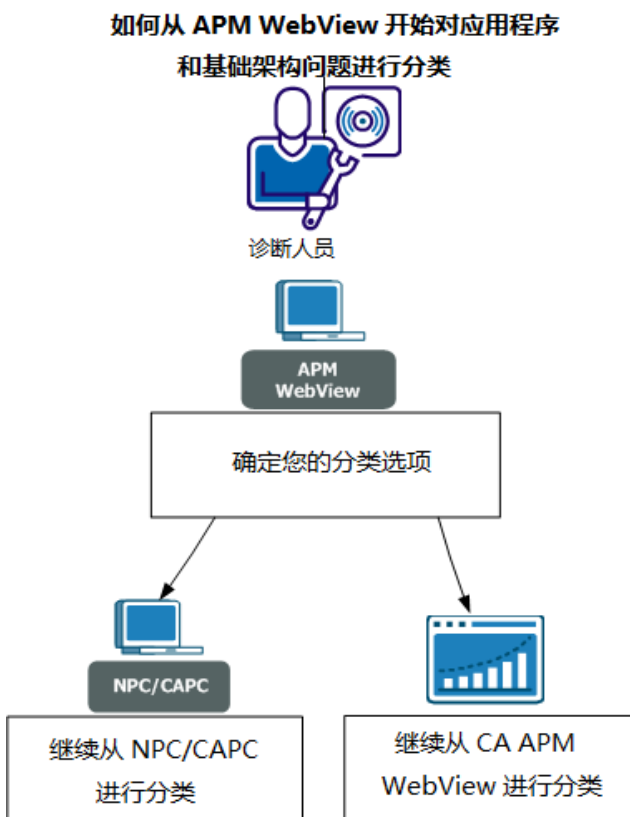 如何从 APM WebView 开始对应用程序
和基础架构问题进行分类
诊断人员
APM
WebView
确定您的分类选项
NPC/CAPC
继续从 NPC/CAPC
进行分类
继续从 CA APM
WebView 进行分类